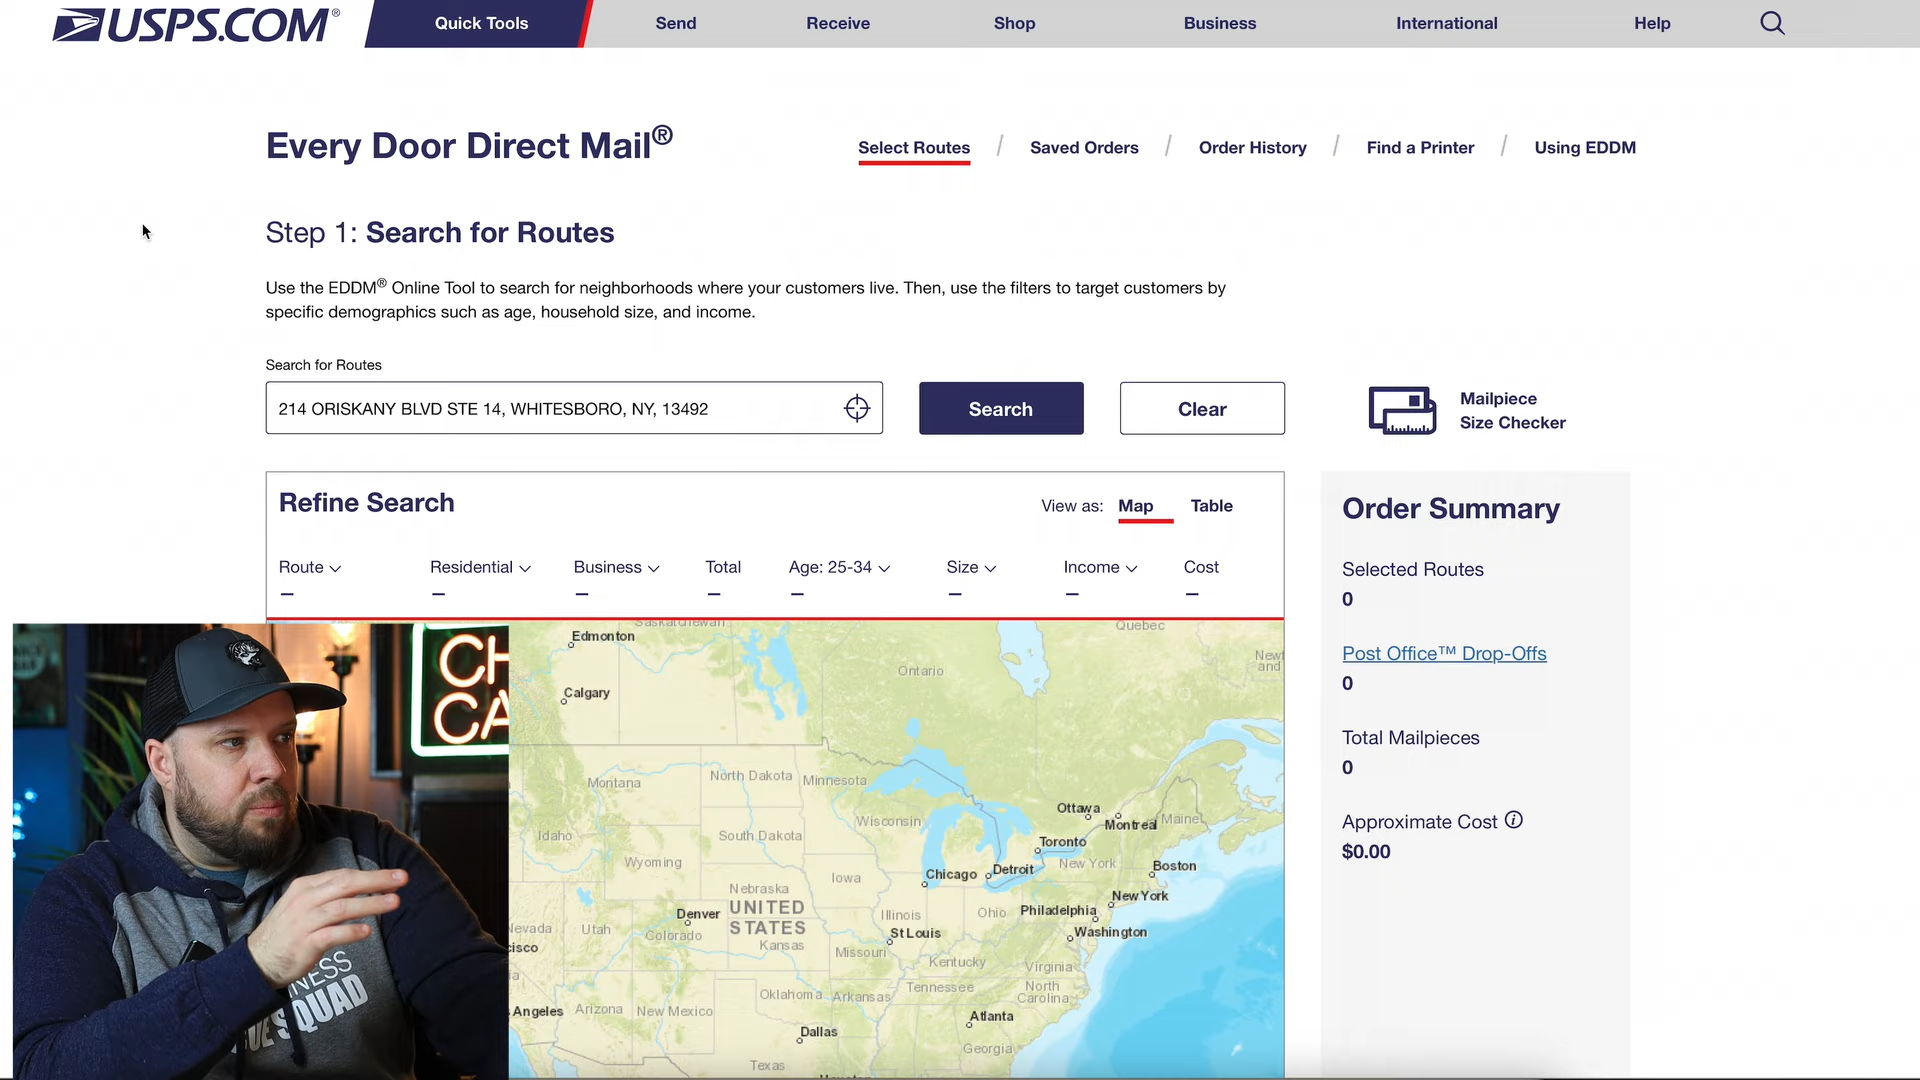 USPS.COM®
Quick Tools
Send
Receive
Shop
Business
International
Help
Every Door Direct Mail®
Select Routes / Saved Orders / Order History / Find a Printer / Using EDDM
Step 1: Search for Routes
Use the EDDM® Online Tool to search for neighborhoods where your customers live. Then, use the filters to target customers by
specific demographics such as age, household size, and income.
Search for Routes
214 ORISKANY BLVD STE 14, WHITESBORO, NY, 13492
Search
Clear
Mailpiece
Size Checker
Refine Search
View as: Map Table
Route Residential Business Total Age: 25-34 Size Income Cost
– – – – – – – –
Order Summary
Selected Routes
0
Post Office™ Drop-Offs
0
Total Mailpieces
0
Approximate Cost
$0.00
Saskatchewan
Quebec
Edmonton
Ontario
Calgary
Montana
North Dakota
Minnesota
Ottawa
Montreal
Maine
Idaho
South Dakota
Wisconsin
Toronto
Wyoming
New York
Boston
Iowa
Chicago
Detroit
Nebraska
New York
UNITED
STATES
Denver
Illinois
Ohio
Philadelphia
Nevada
Utah
Colorado
Kansas
St Louis
Washington
isco
Missouri
Kentucky
Virginia
Tennessee
North
Carolina
Oklahoma
Arkansas
Angeles
Arizona
New Mexico
Atlanta
Dallas
Georgia
Texas
CH
CA
INESS
SQUAD